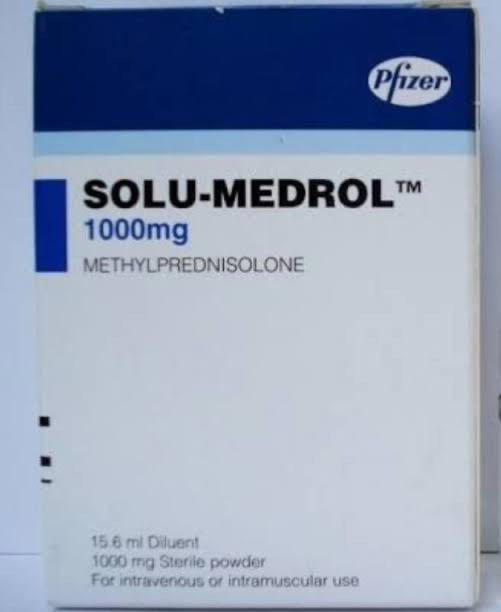 Pfizer
SOLU-MEDROL™
1000mg
METHYLPREDNISOLONE
15.6 ml Diluent
1000 mg Sterile powder
For intravenous or intramuscular use